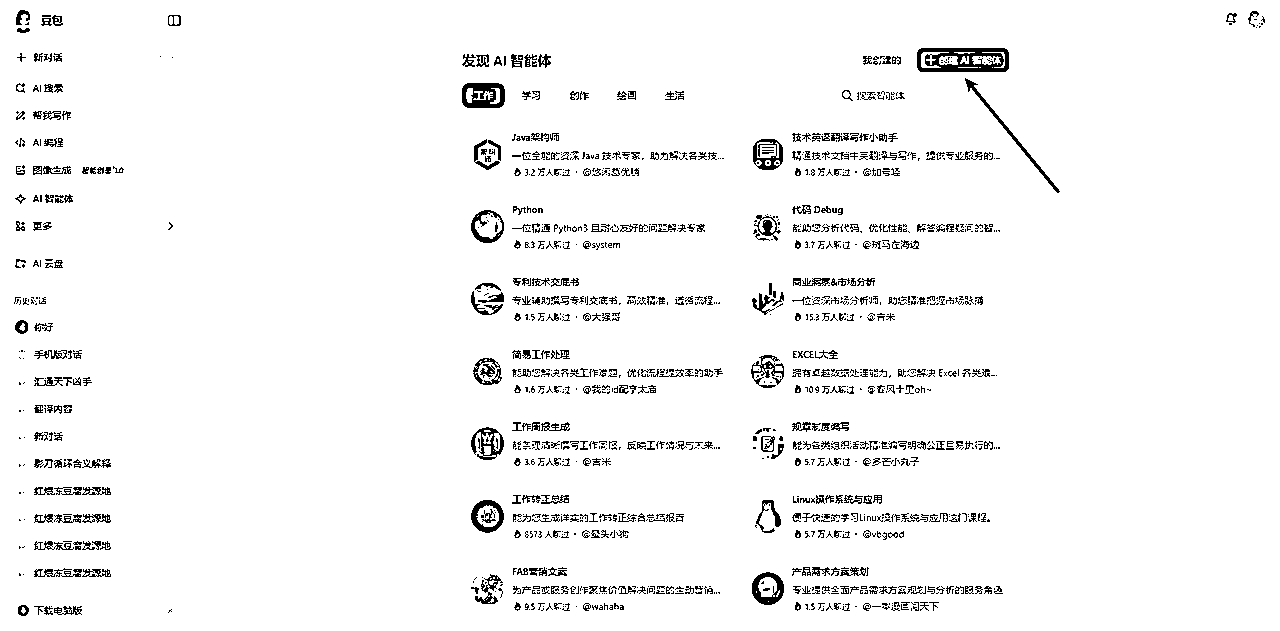 豆包
新对话
AI 搜索
帮我写作
AI 编程
图像生成
AI 智能体
更多
AI 云盘
历史对话
你好
手机版对话
汇通天下凶手
翻译内容
新对话
影刀循环含义解释
红煨冻豆腐发源地
红煨冻豆腐发源地
红煨冻豆腐发源地
红煨冻豆腐发源地
下载电脑版
发现 AI 智能体
我创建的
创建 AI 智能体
工作 学习 创作 绘画 生活
搜索智能体
Java架构师
一位全能的资深 Java 技术专家，助力解决各类技...
3.2 万人聊过 · @悠闲葛优躺
技术英语翻译写作小助手
精通技术文档中英翻译与写作，提供专业服务的...
1.8 万人聊过 · @加号轻
Python
一位精通 Python3 且耐心友好的问题解决专家
8.3 万人聊过 · @system
代码 Debug
能助您分析代码、优化性能、解答编程疑问的智...
3.7 万人聊过 · @斑马在海边
专利技术交底书
专业辅助撰写专利交底书，高效精准，遵循流程...
1.5 万人聊过 · @大强哥
商业洞察&市场分析
一位资深市场分析师，助您精准把握市场脉搏
15.3 万人聊过 · @吉米
简易工作处理
能助您解决各类工作难题，优化流程提效率的助手
1.6 万人聊过 · @我的id配享太庙
EXCEL大全
拥有卓越数据处理能力，助您解决 Excel 各类难...
10.9 万人聊过 · @春风十里oh~
工作周报生成
能条理清晰撰写工作周报，反映工作情况与未来...
3.6 万人聊过 · @吉米
规章制度编写
能为各类组织活动精准编写明确公正且易执行的...
5.7 万人聊过 · @多芒小丸子
工作转正总结
能为您生成详实的工作转正综合总结报告
8573 人聊过 · @垦头小狗
Linux操作系统与应用
便于快速的学习Linux操作系统与应用这门课程。
5.7 万人聊过 · @vbgood
FAB营销文案
为产品或服务创作聚焦价值解决问题的生动营销...
9.5 万人聊过 · @wahaha
产品需求方案策划
专业提供全面产品需求方案规划与分析的服务角色
1.5 万人聊过 · @一季漫画闯天下